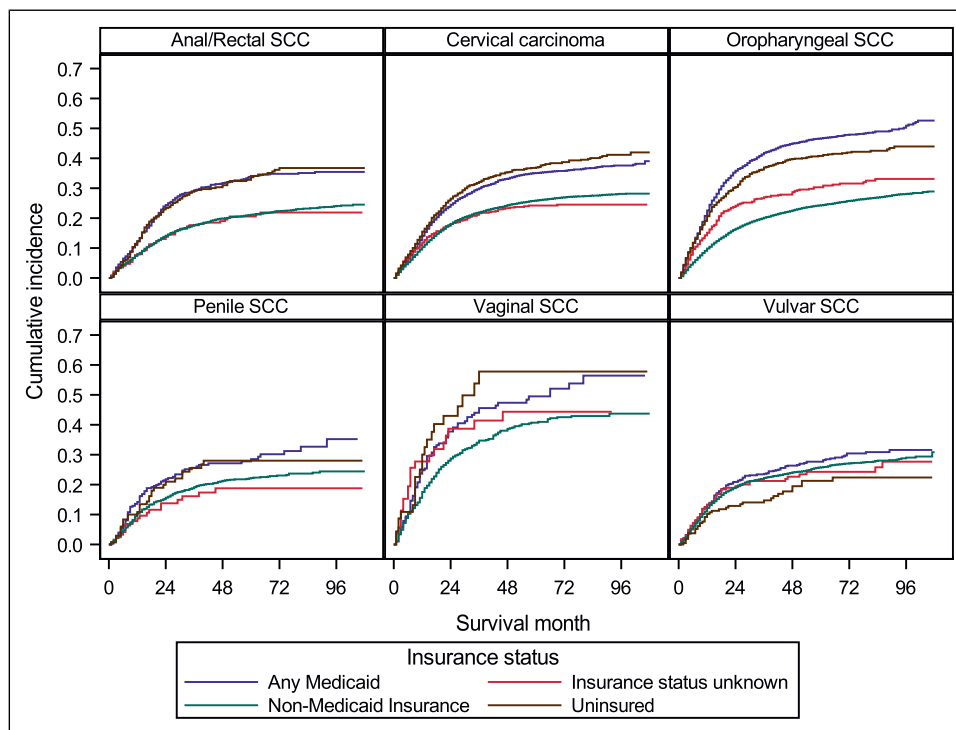 Anal/Rectal SCC Cervical carcinoma Oropharyngeal SCC
0.7
0.6
0.5
0.4
0.3
0.2
0.1
0.0
Cumulative incidence
Penile SCC Vaginal SCC Vulvar SCC
0.7
0.6
0.5
0.4
0.3
0.2
0.1
0.0
0 24 48 72 96 0 24 48 72 96 0 24 48 72 96
Survival month
Insurance status
Any Medicaid Insurance status unknown
Non-Medicaid Insurance Uninsured